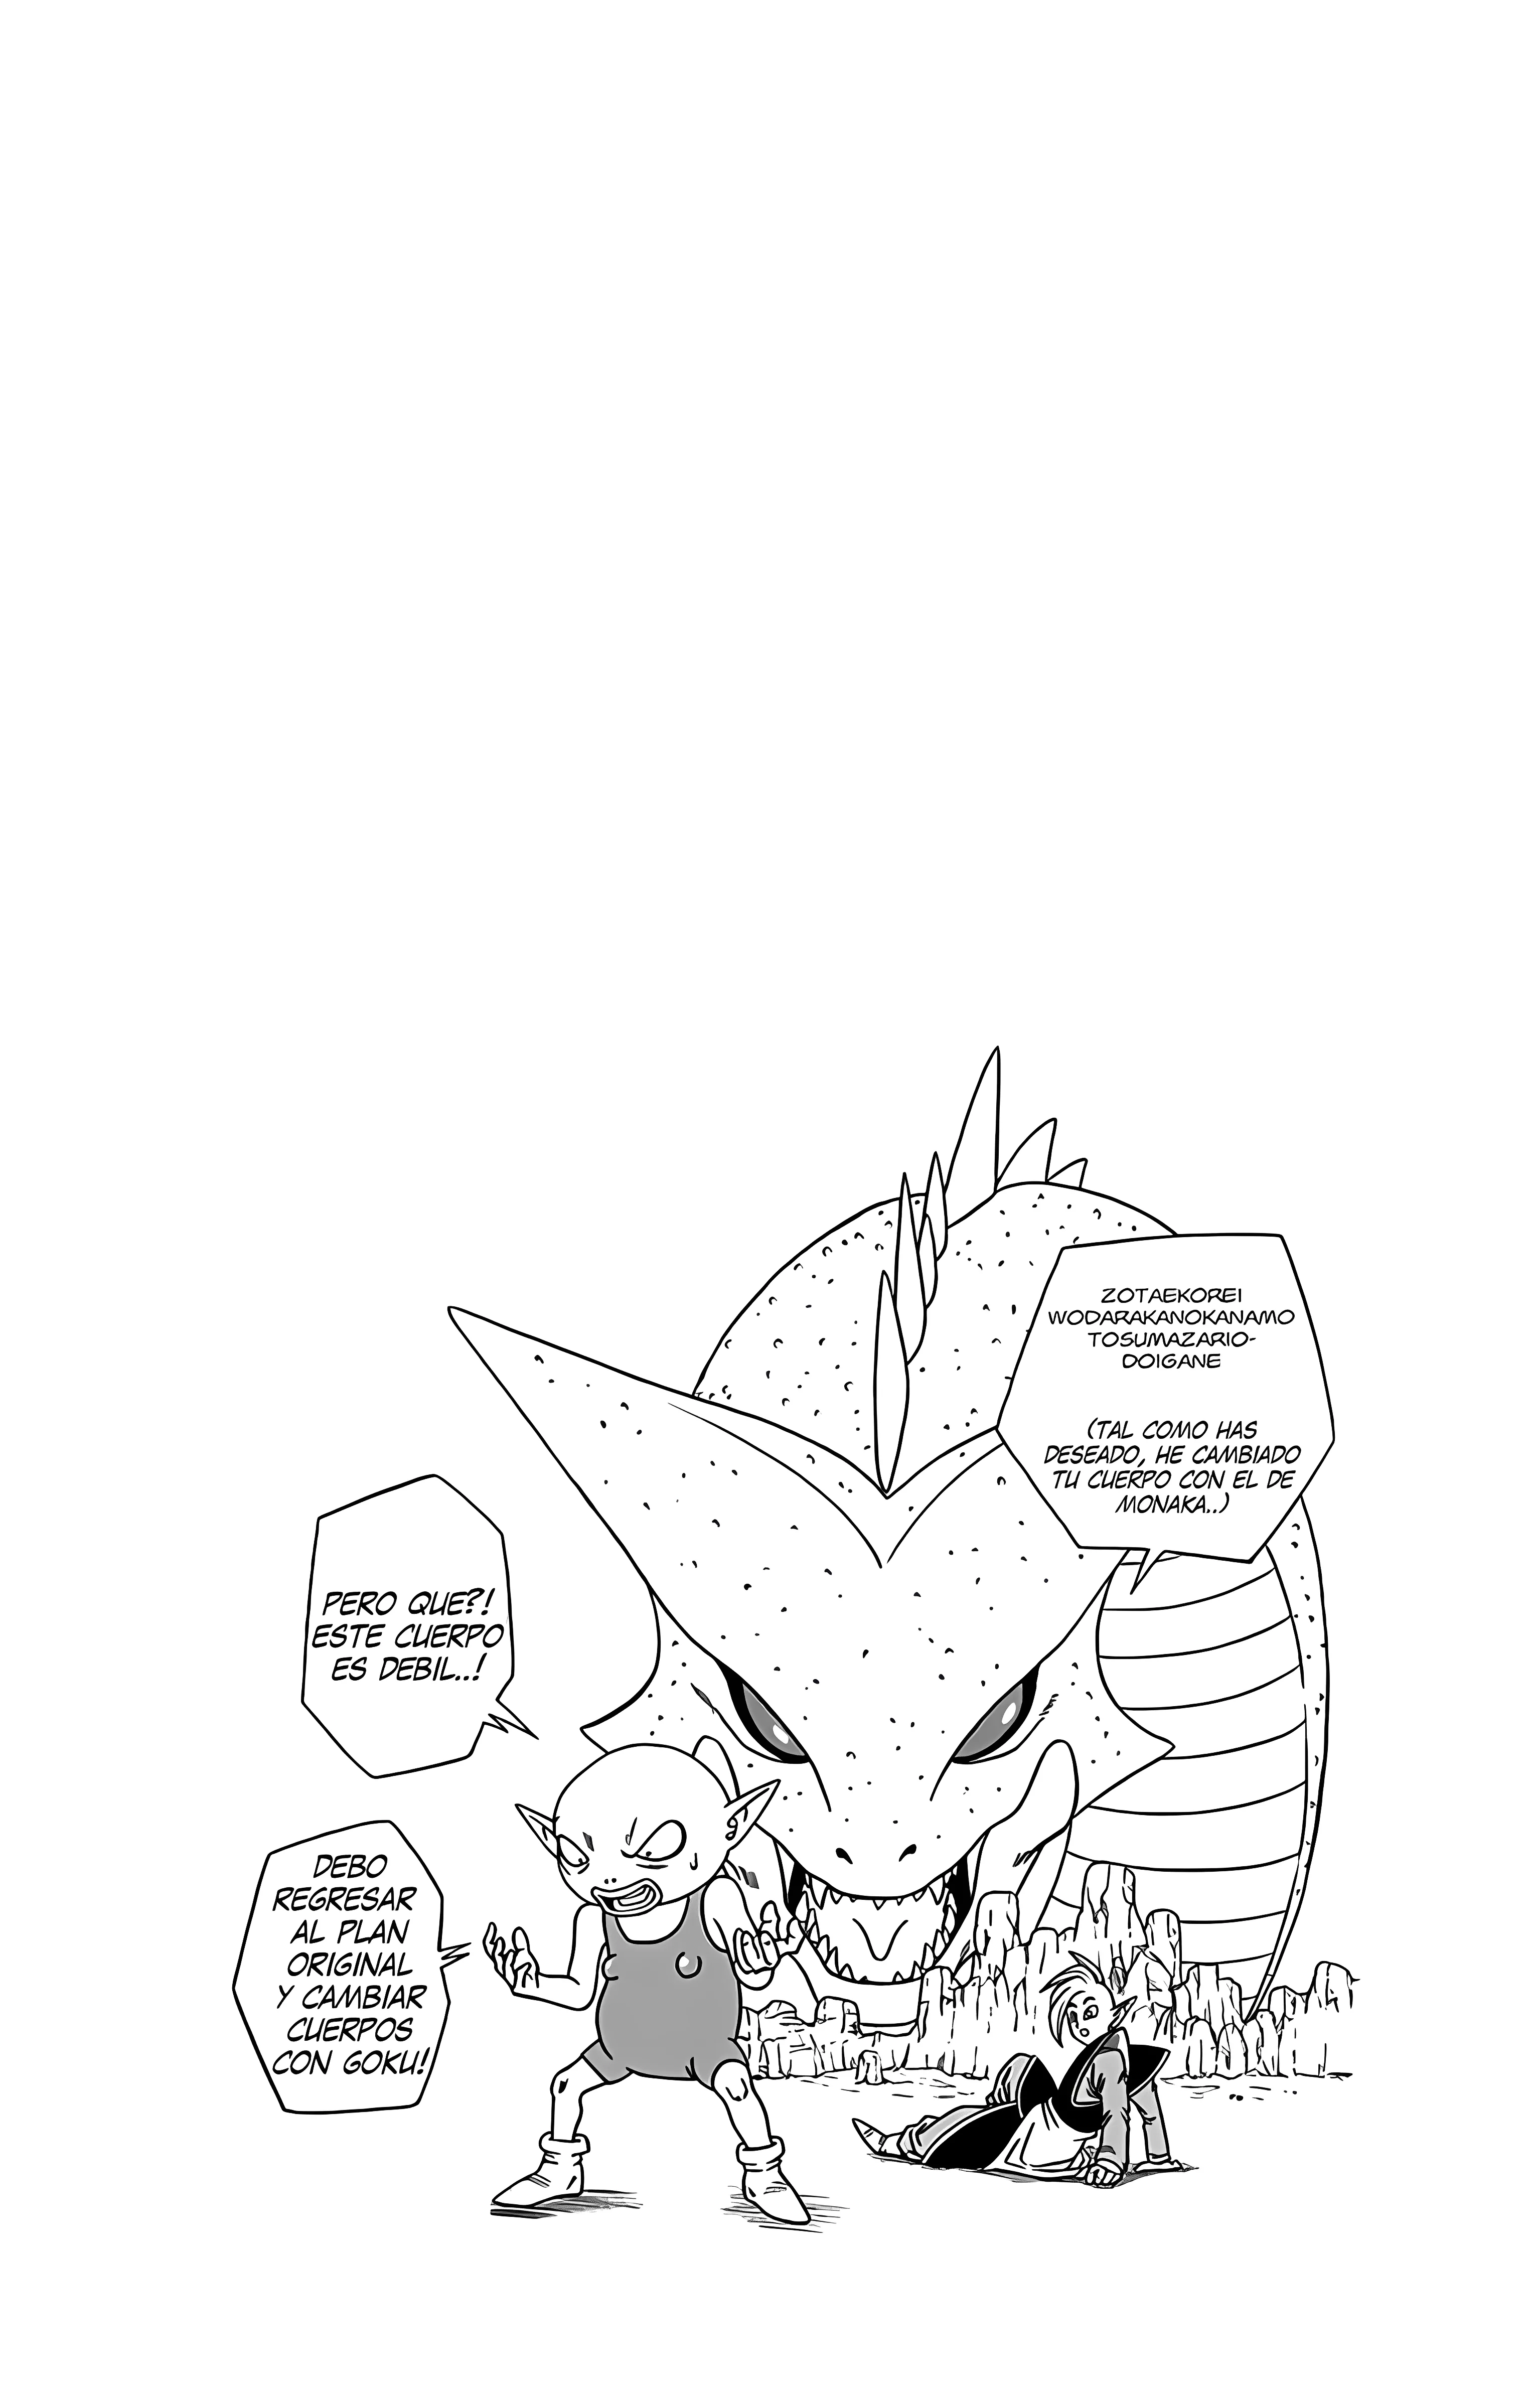 ZOTAEKOREI
WODARAKANOKANAMO
TOSUMAZARIO-
DOIGANE
(TAL COMO HAS
DESEADO, HE CAMBIADO
TU CUERPO CON EL DE
MONAKA..)
PERO QUE?!
ESTE CUERPO
ES DEBIL..!
DEBO
REGRESAR
AL PLAN
ORIGINAL
Y CAMBIAR
CUERPOS
CON GOKU!